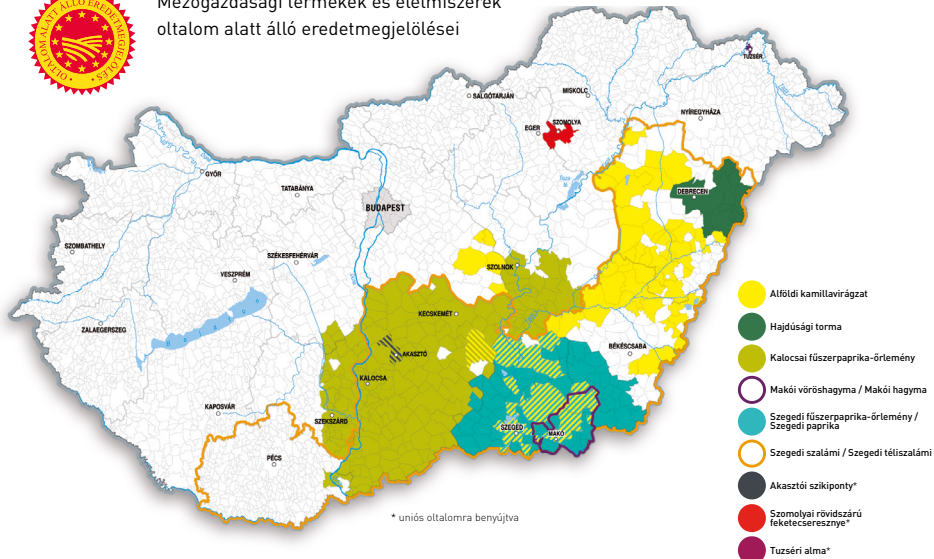 Mezőgazdasági termékek és élelmiszerek
oltalom alatt álló eredetmegjelölései
OLTALOM ALATT ÁLLÓ EREDETMEGJELÖLÉS
TUZSÉR
SALGÓTARJÁN
MISKOLC
NYÍREGYHÁZA
EGER
SZOMOLYA
GYŐR
TATABÁNYA
DEBRECEN
BUDAPEST
SZOMBATHELY
SZÉKESFEHÉRVÁR
SZOLNOK
VESZPRÉM
Balaton
KECSKEMÉT
ZALAEGERSZEG
AKASZTÓ
BÉKÉSCSABA
KALOCSA
KAPOSVÁR
SZEKSZÁRD
SZEGED
MAKÓ
PÉCS
Alföldi kamillavirágzat
Hajdúsági torma
Kalocsai fűszerpaprika-őrlemény
Makói vöröshagyma / Makói hagyma
Szegedi fűszerpaprika-őrlemény /
Szegedi paprika
Szegedi szalámi / Szegedi téliszalámi
Akasztói szikiponty*
Szomolyai rövidszárú
feketecseresznye*
Tuzséri alma*
* uniós oltalomra benyújtva